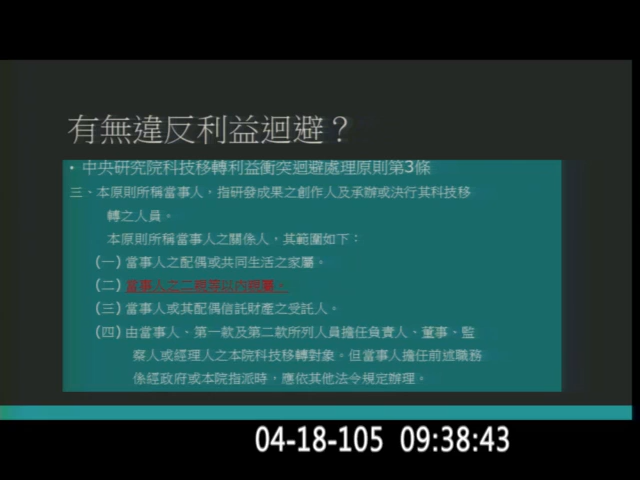 有無違反利益迴避？
• 中央研究院科技移轉利益衝突迴避處理原則第3條
三、本原則所稱當事人，指研發成果之創作人及承辦或決行其科技移
轉之人員。
本原則所稱當事人之關係人，其範圍如下：
(一) 當事人之配偶或共同生活之家屬。
(二) 當事人之二親等以內親屬。
(三) 當事人或其配偶信託財產之受託人。
(四) 由當事人、第一款及第二款所列人員擔任負責人、董事、監
察人或經理人之本院科技移轉對象。但當事人擔任前述職務
係經政府或本院指派時，應依其他法令規定辦理。
04-18-105 09:38:43